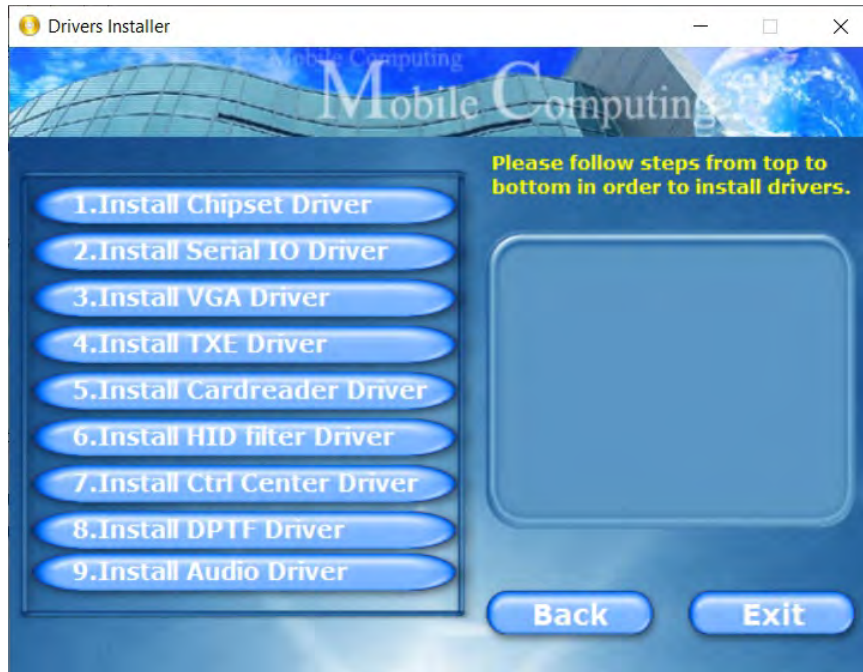 Drivers Installer
Mobile Computing
Mobile Computing
Please follow steps from top to
bottom in order to install drivers.
1.Install Chipset Driver
2.Install Serial IO Driver
3.Install VGA Driver
4.Install TXE Driver
5.Install Cardreader Driver
6.Install HID filter Driver
7.Install Ctrl Center Driver
8.Install DPTF Driver
9.Install Audio Driver
Back
Exit